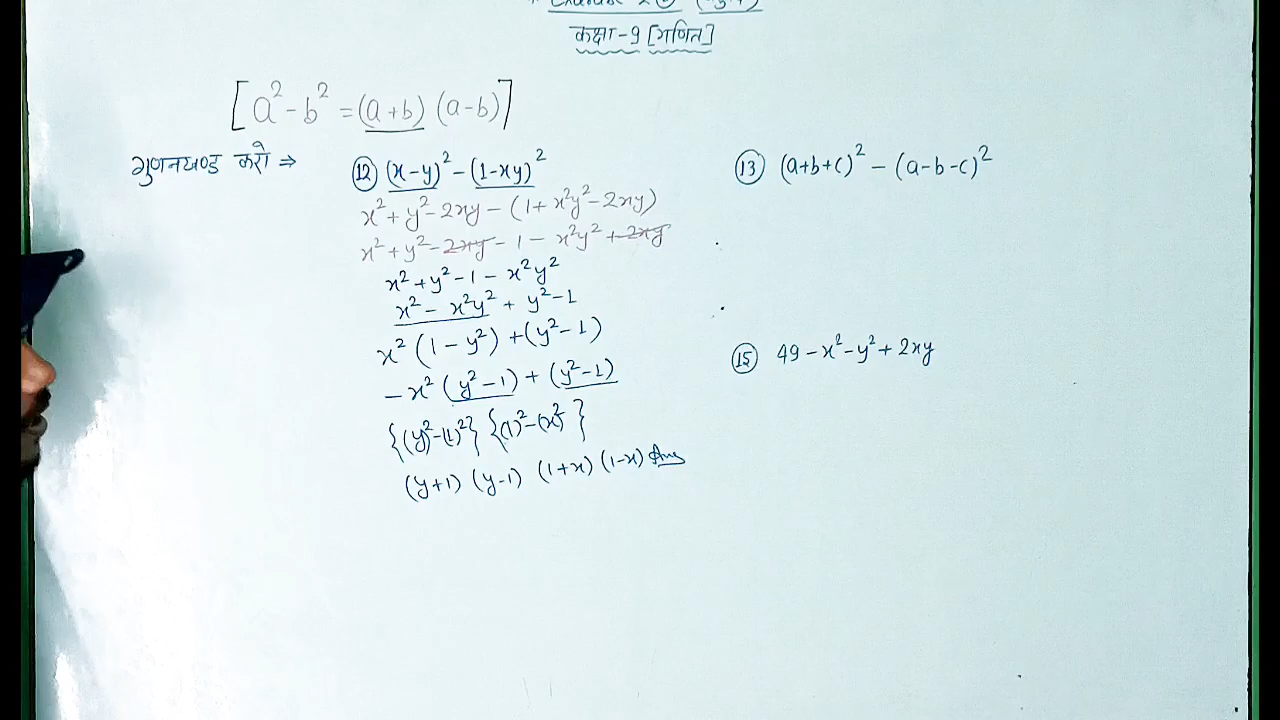 कक्षा-9 [गणित]
[a²-b² = (a+b) (a-b)]
गुणनखण्ड करो ⇒
⑫ (x-y)² - (1-xy)²
x² + y² - 2xy - (1 + x²y² - 2xy)
x² + y² - 2xy - 1 - x²y² + 2xy
x² + y² - 1 - x²y²
x² - x²y² + y² - 1
x² (1 - y²) + (y² - 1)
- x² (y² - 1) + (y² - 1)
{(y)² - (1)²} {(1)² - (x)²}
(y+1) (y-1) (1+x) (1-x) Ans
⑬ (a+b+c)² - (a-b-c)²
⑮ 49 - x² - y² + 2xy